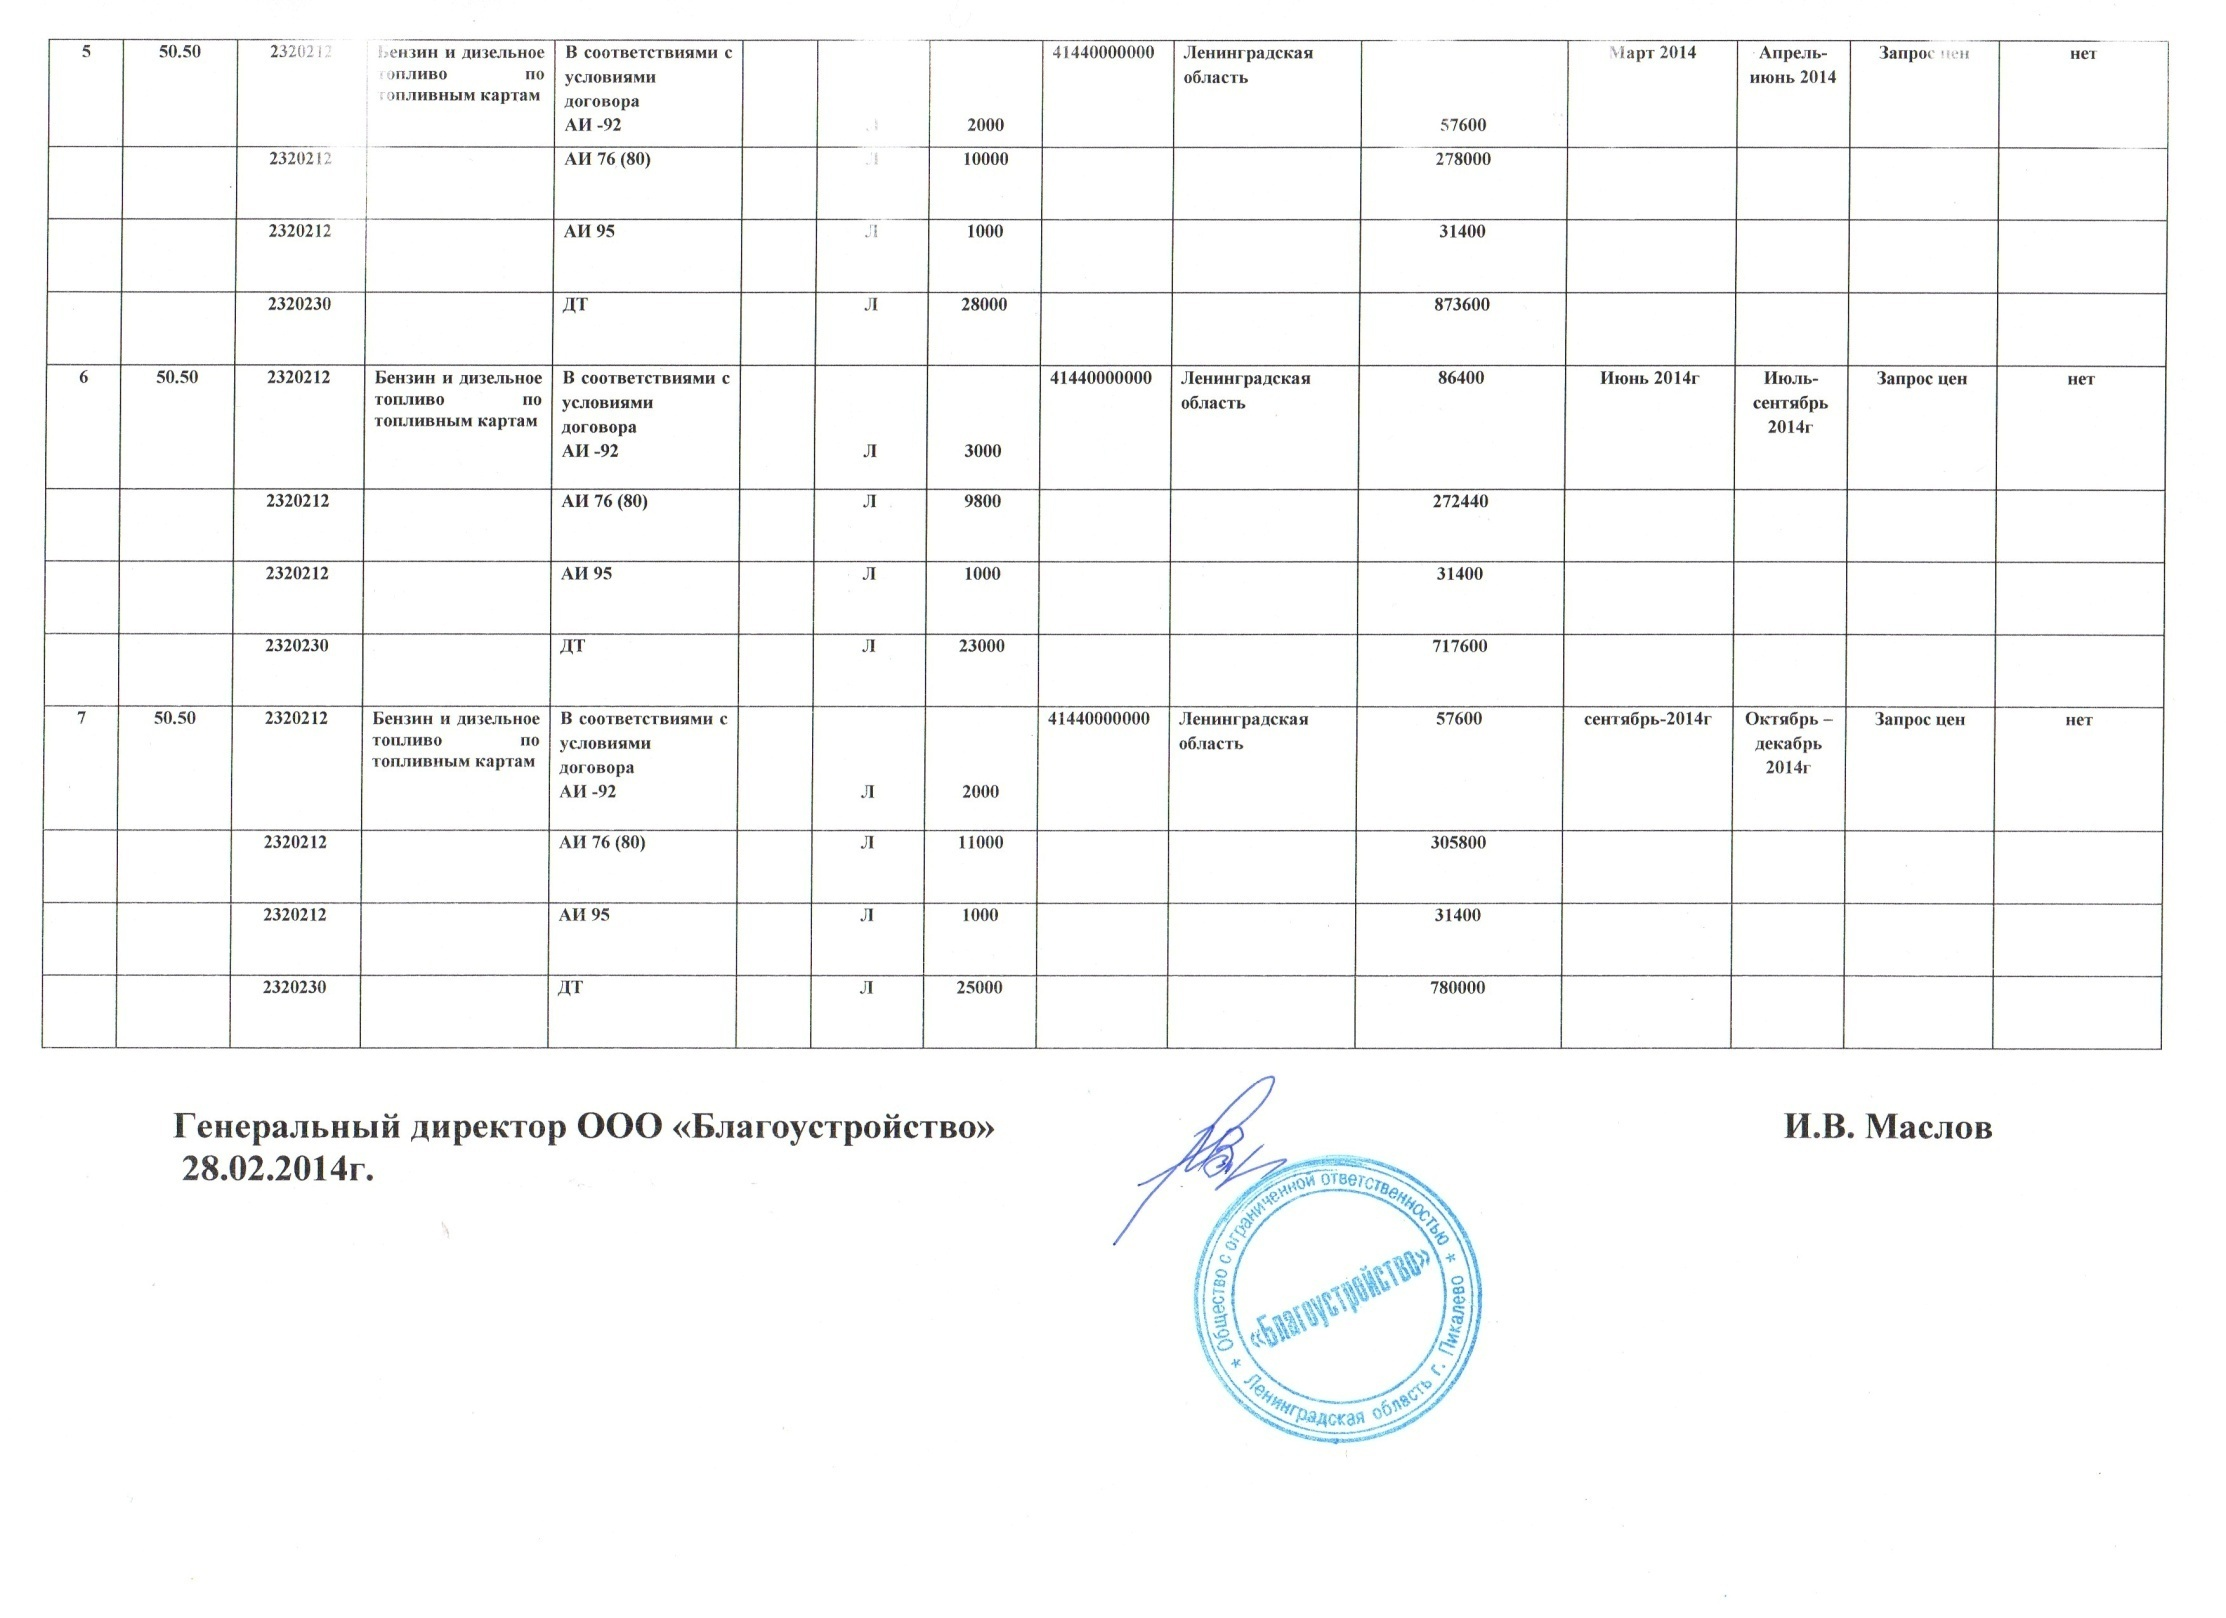 5 50.50 2320212 Бензин и дизельное В соответствиями с 41440000000 Ленинградская Март 2014 Апрель- Запрос цен нет
топливо по условиями область июнь 2014
топливным картам договора
АИ -92 Л 2000 57600
2320212 АИ 76 (80) Л 10000 278000
2320212 АИ 95 Л 1000 31400
2320230 ДТ Л 28000 873600
6 50.50 2320212 Бензин и дизельное В соответствиями с 41440000000 Ленинградская 86400 Июнь 2014г Июль- Запрос цен нет
топливо по условиями область сентябрь
топливным картам договора 2014г
АИ -92 Л 3000
2320212 АИ 76 (80) Л 9800 272440
2320212 АИ 95 Л 1000 31400
2320230 ДТ Л 23000 717600
7 50.50 2320212 Бензин и дизельное В соответствиями с 41440000000 Ленинградская 57600 сентябрь-2014г Октябрь – Запрос цен нет
топливо по условиями область декабрь
топливным картам договора 2014г
АИ -92 Л 2000
2320212 АИ 76 (80) Л 11000 305800
2320212 АИ 95 Л 1000 31400
2320230 ДТ Л 25000 780000
Генеральный директор ООО «Благоустройство» И.В. Маслов
28.02.2014г.
* Общество с ограниченной ответственностью *
«Благоустройство»
Ленинградская область г. Пикалево